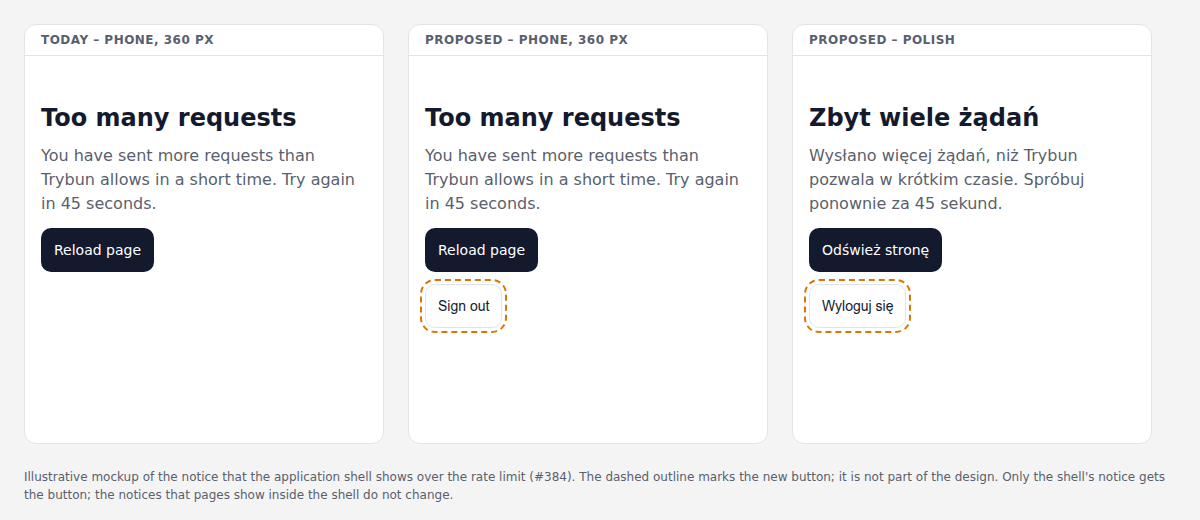 TODAY – PHONE, 360 PX
Too many requests
You have sent more requests than
Trybun allows in a short time. Try again
in 45 seconds.
Reload page
PROPOSED – PHONE, 360 PX
Too many requests
You have sent more requests than
Trybun allows in a short time. Try again
in 45 seconds.
Reload page
Sign out
PROPOSED – POLISH
Zbyt wiele żądań
Wysłano więcej żądań, niż Trybun
pozwala w krótkim czasie. Spróbuj
ponownie za 45 sekund.
Odśwież stronę
Wyloguj się
Illustrative mockup of the notice that the application shell shows over the rate limit (#384). The dashed outline marks the new button; it is not part of the design. Only the shell's notice gets
the button; the notices that pages show inside the shell do not change.